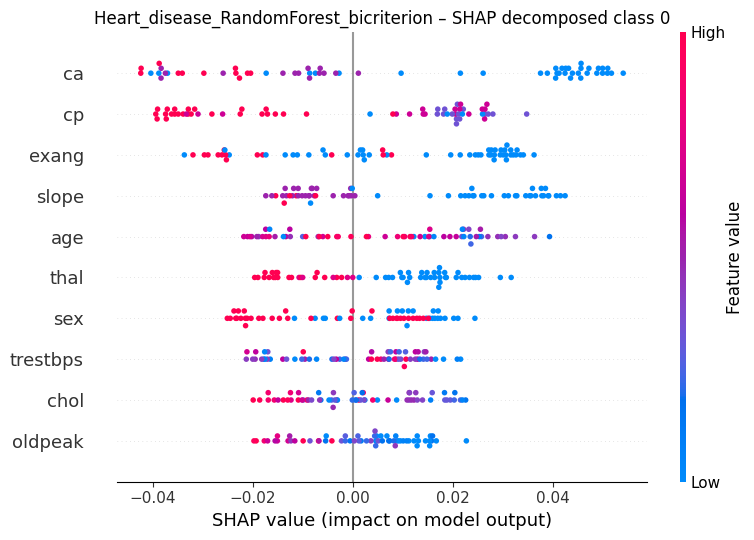 Heart_disease_RandomForest_bicriterion – SHAP decomposed class 0
High
ca
cp
exang
slope
age
thal
sex
trestbps
chol
oldpeak
Feature value
Low
−0.04 −0.02 0.00 0.02 0.04
SHAP value (impact on model output)